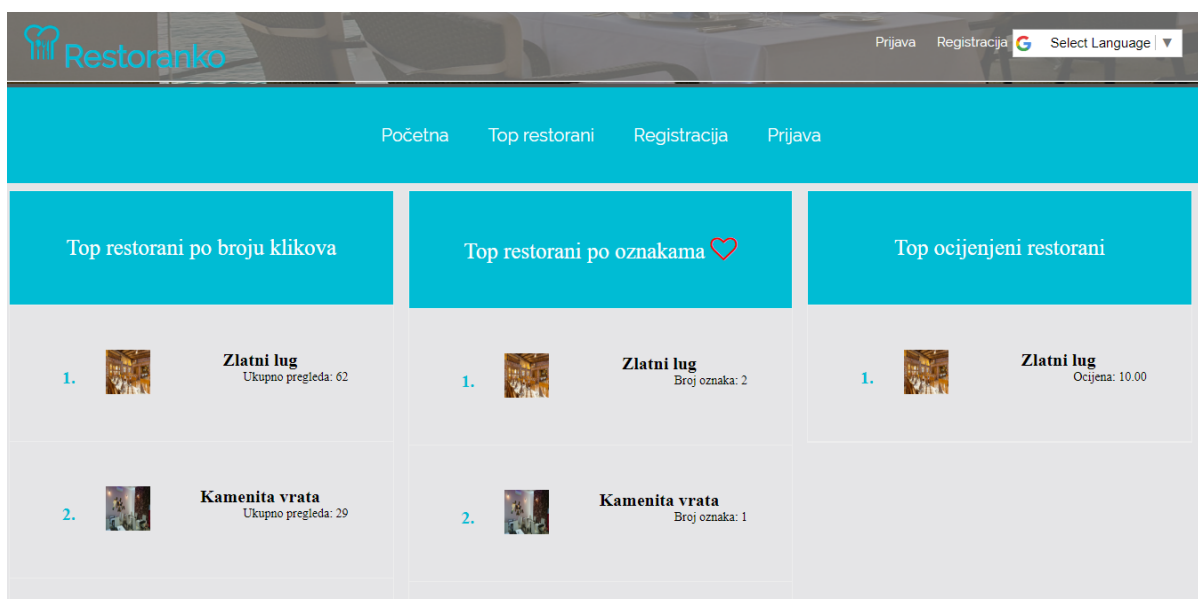 Restoranko
Prijava Registracija Select Language ▼
Početna Top restorani Registracija Prijava
Top restorani po broju klikova
1. Zlatni lug
Ukupno pregleda: 62
2. Kamenita vrata
Ukupno pregleda: 29
Top restorani po oznakama
1. Zlatni lug
Broj oznaka: 2
2. Kamenita vrata
Broj oznaka: 1
Top ocijenjeni restorani
1. Zlatni lug
Ocijena: 10.00